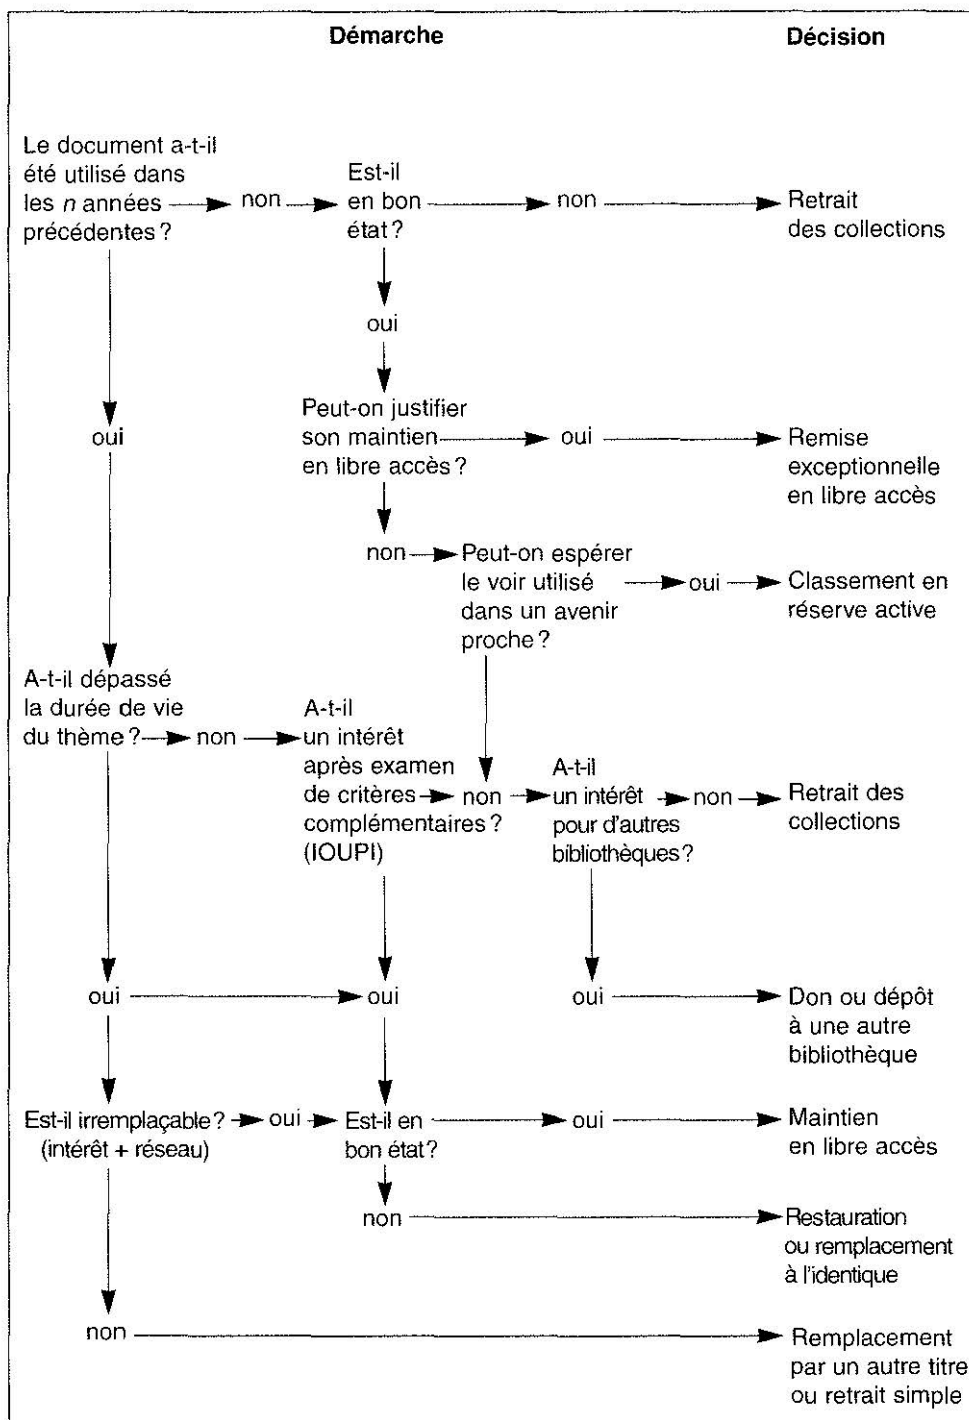 Démarche
Décision
Le document a-t-il
été utilisé dans
les n années
précédentes ?
non
Est-il
en bon
état ?
non
Retrait
des collections
oui
oui
Peut-on justifier
son maintien
en libre accès ?
oui
Remise
exceptionnelle
en libre accès
non
Peut-on espérer
le voir utilisé
dans un avenir
proche ?
oui
Classement en
réserve active
A-t-il dépassé
la durée de vie
du thème ?
non
A-t-il
un intérêt
après examen
de critères
complémentaires ?
(IOUPI)
non
A-t-il
un intérêt
pour d'autres
bibliothèques ?
non
Retrait des
collections
oui
oui
oui
Don ou dépôt
à une autre
bibliothèque
Est-il irremplaçable ?
(intérêt + réseau)
oui
Est-il en
bon état ?
oui
Maintien
en libre accès
non
Restauration
ou remplacement
à l'identique
non
Remplacement
par un autre titre
ou retrait simple